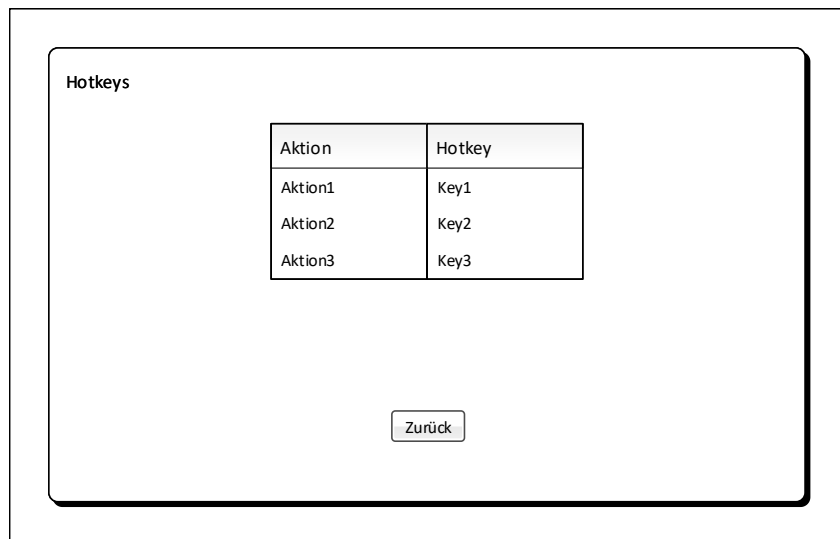 Hotkeys
Aktion Hotkey
Aktion1 Key1
Aktion2 Key2
Aktion3 Key3
Zurück